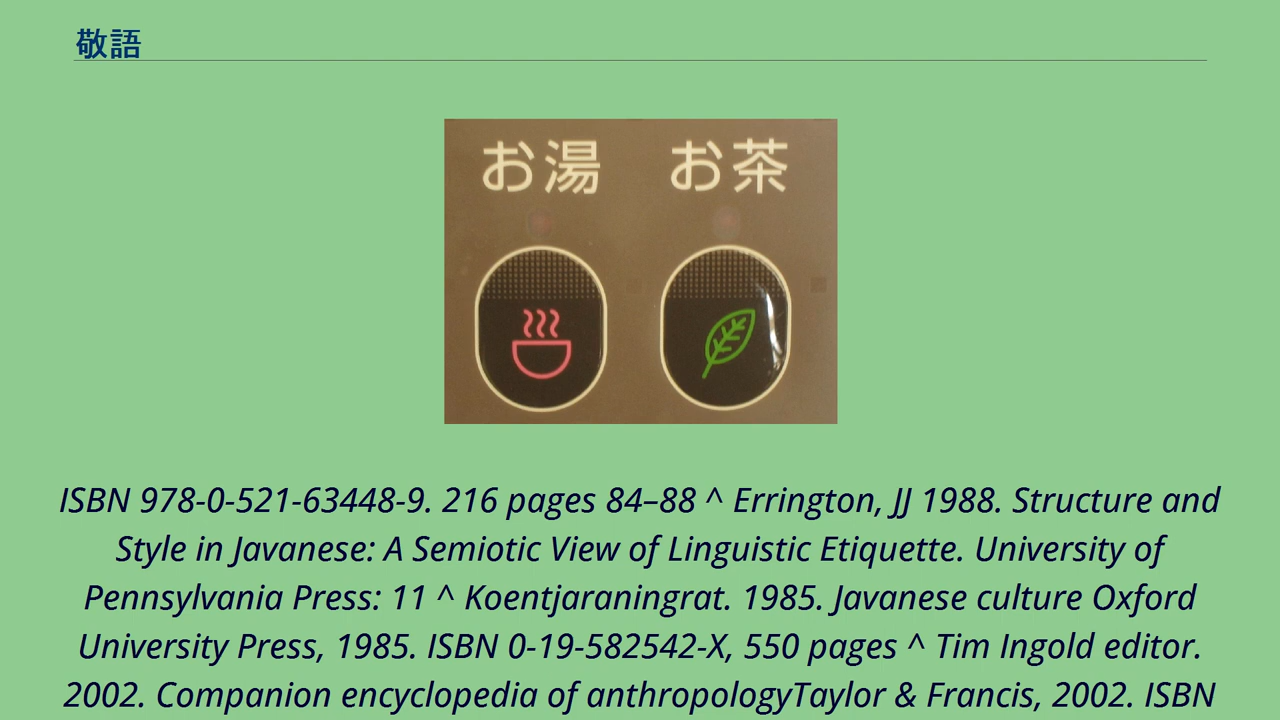 敬語
お湯 お茶
ISBN 978-0-521-63448-9. 216 pages 84–88 ^ Errington, JJ 1988. Structure and
Style in Javanese: A Semiotic View of Linguistic Etiquette. University of
Pennsylvania Press: 11 ^ Koentjaraningrat. 1985. Javanese culture Oxford
University Press, 1985. ISBN 0-19-582542-X, 550 pages ^ Tim Ingold editor.
2002. Companion encyclopedia of anthropologyTaylor & Francis, 2002. ISBN